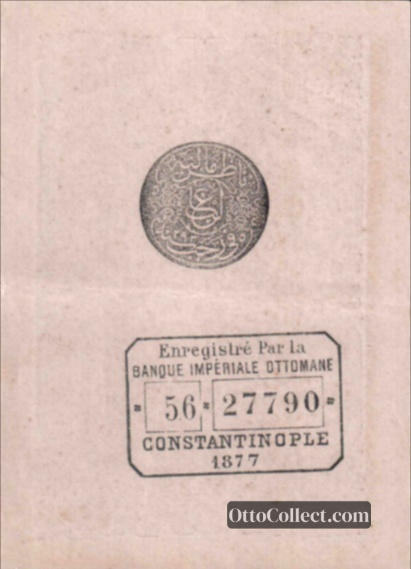 Enregistré Par la
BANQUE IMPÉRIALE OTTOMANE
56 27790
CONSTANTINOPLE
1877
OttoCollect.com